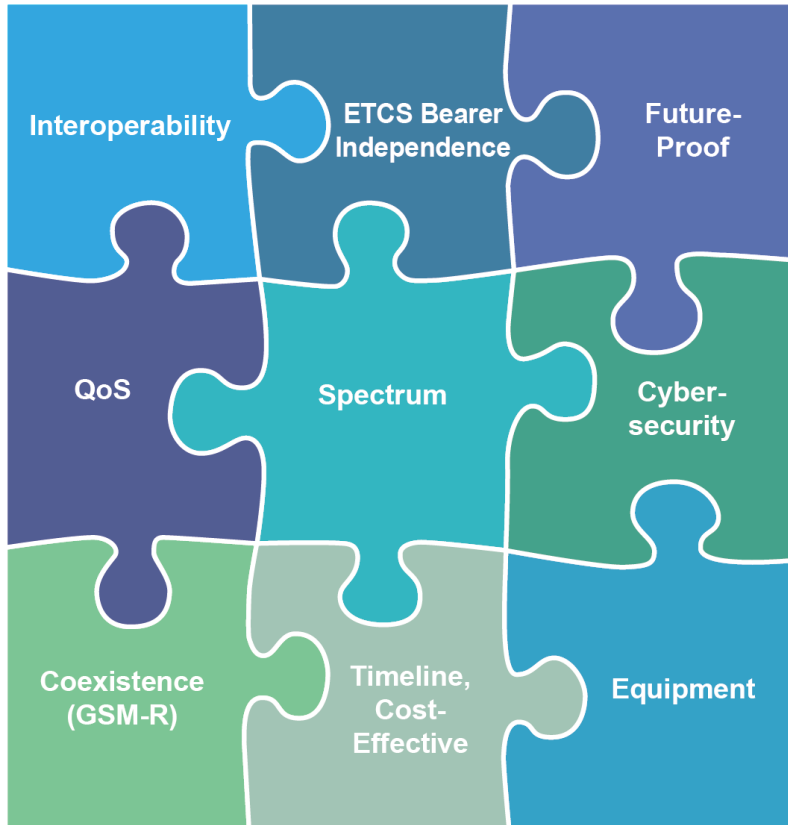 Interoperability
ETCS Bearer
Independence
Future-
Proof
QoS
Spectrum
Cyber-
security
Coexistence
(GSM-R)
Timeline,
Cost-
Effective
Equipment